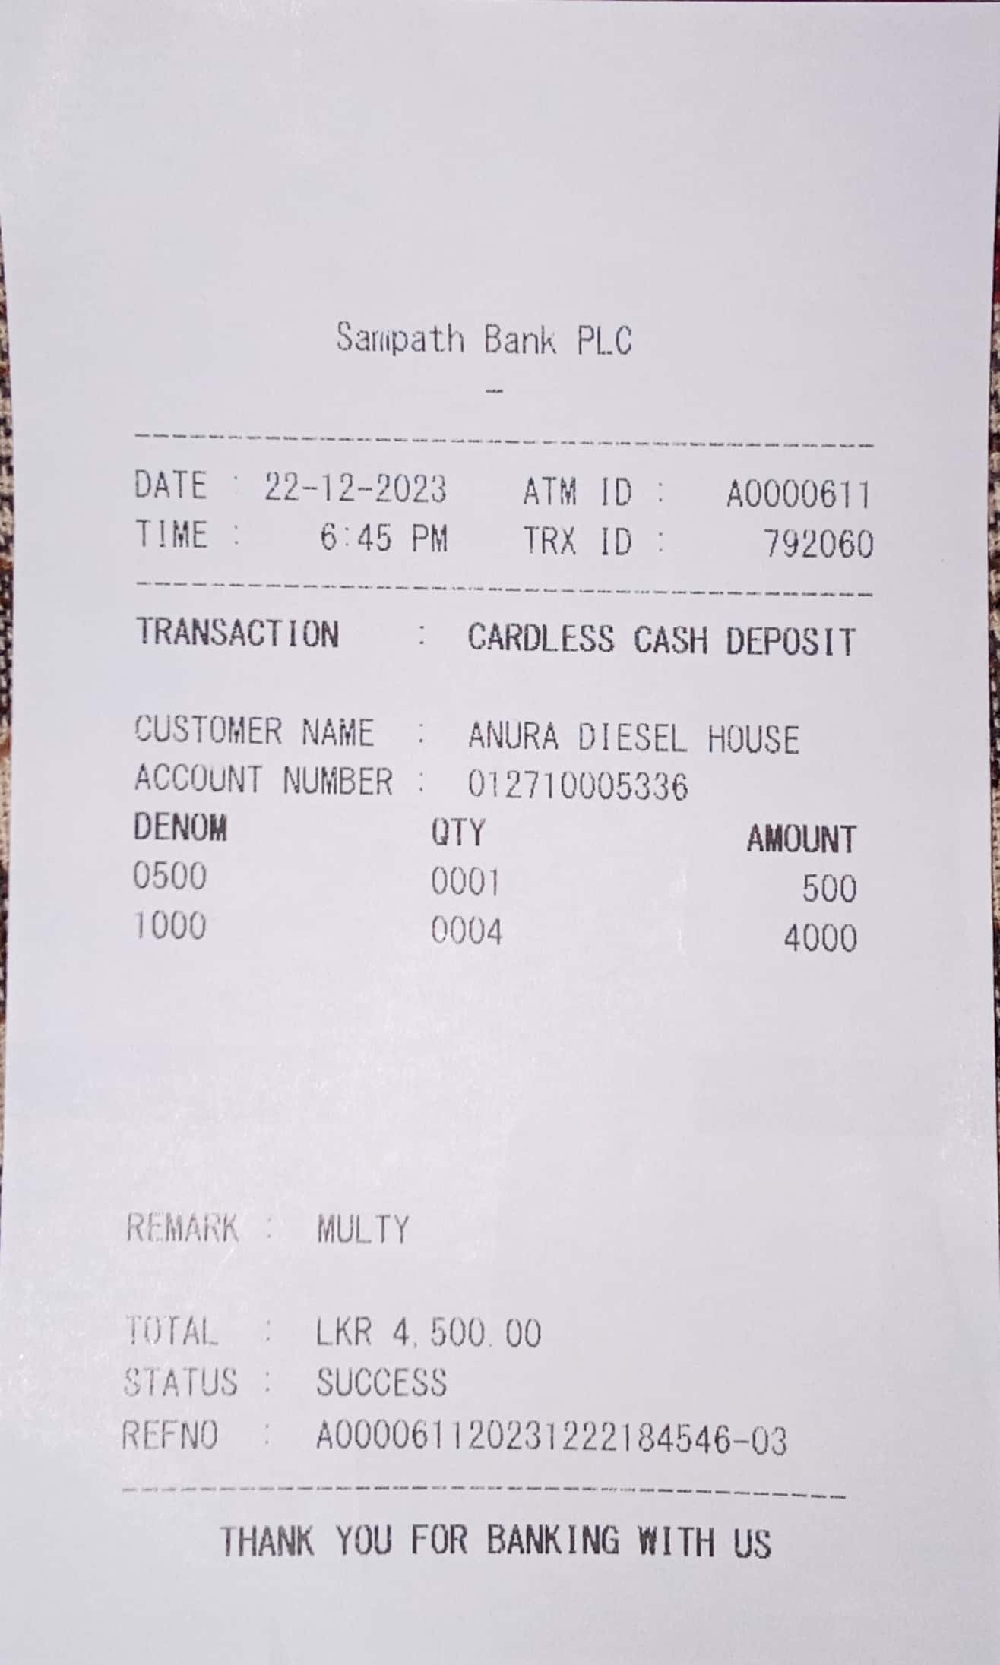 Sampath Bank PLC
-
DATE : 22-12-2023 ATM ID : A0000611
TIME : 6:45 PM TRX ID : 792060
TRANSACTION : CARDLESS CASH DEPOSIT
CUSTOMER NAME : ANURA DIESEL HOUSE
ACCOUNT NUMBER : 012710005336
DENOM QTY AMOUNT
0500 0001 500
1000 0004 4000
REMARK : MULTY
TOTAL : LKR 4,500.00
STATUS : SUCCESS
REFNO : A000061120231222184546-03
THANK YOU FOR BANKING WITH US